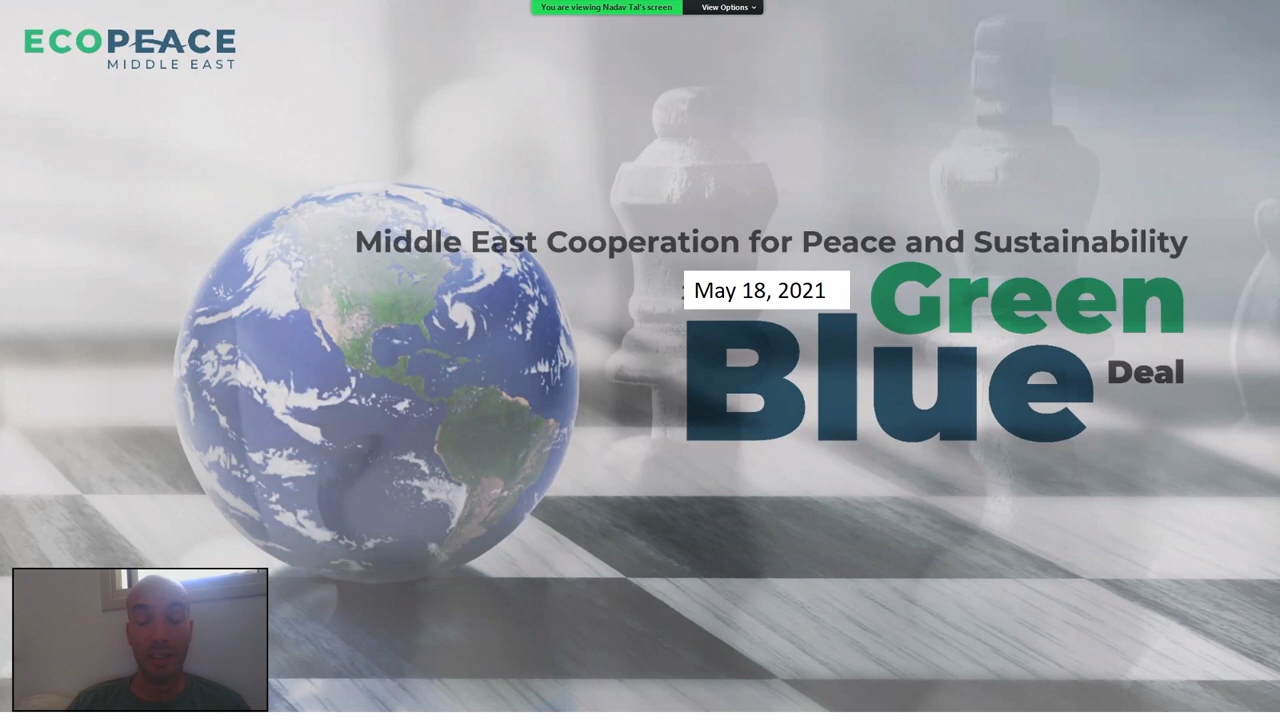 You are viewing Nadav Tal's screen View Options
ECOPEACE
MIDDLE EAST
Middle East Cooperation for Peace and Sustainability
May 18, 2021
Green
Blue
Deal